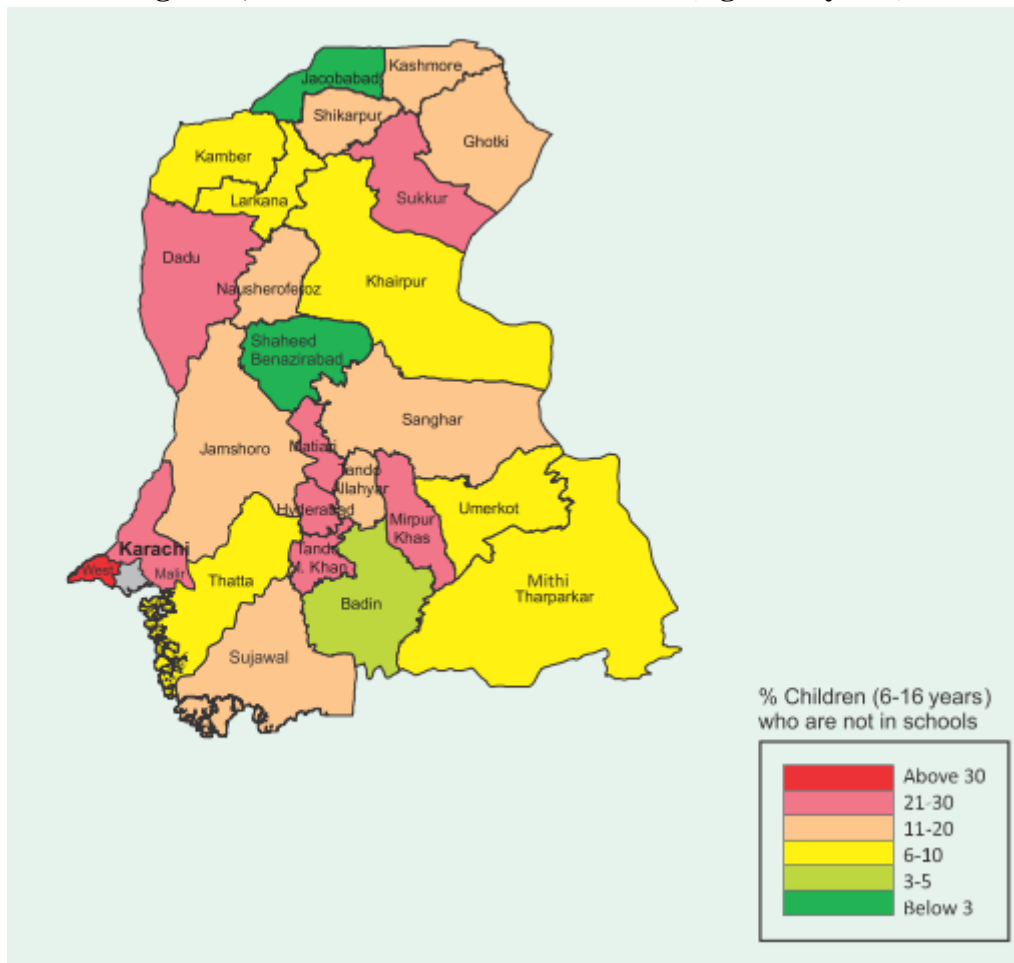 Kashmore
Jacobabad
Shikarpur
Ghotki
Kamber
Larkana
Sukkur
Dadu
Khairpur
Nausheroferoz
Shaheed
Benazirabad
Sanghar
Jamshoro
Matiari
Tando
Allahyar
Hyderabad
Umerkot
Mirpur
Khas
Karachi
West
Malir
Tando
M. Khan
Thatta
Mithi
Tharparkar
Badin
Sujawal
% Children (6-16 years)
who are not in schools
Above 30
21-30
11-20
6-10
3-5
Below 3